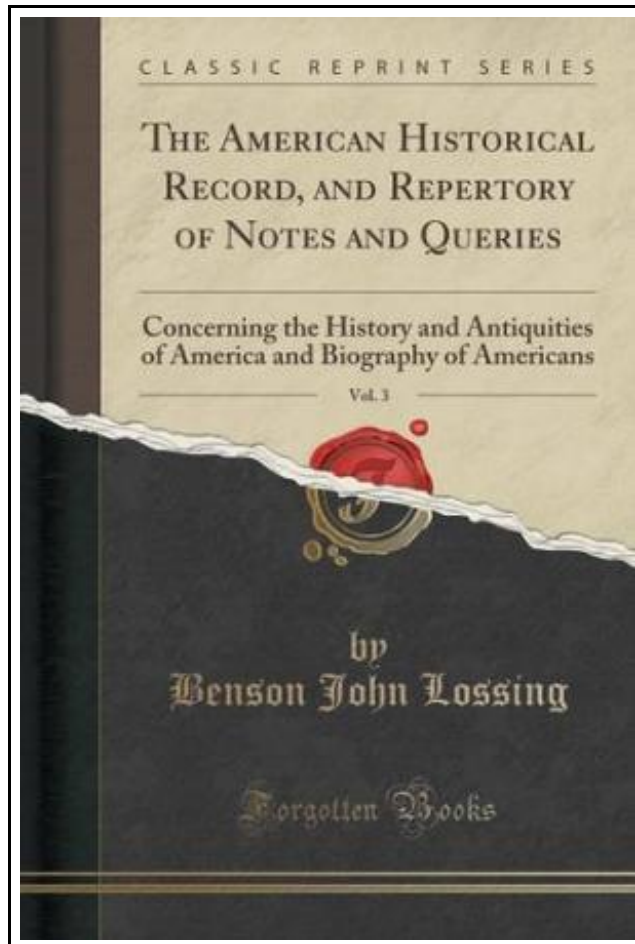 CLASSIC REPRINT SERIES
THE AMERICAN HISTORICAL
RECORD, AND REPERTORY
OF NOTES AND QUERIES
Concerning the History and Antiquities
of America and Biography of Americans
Vol. 3
F
by
Benson John Lossing
Forgotten Books